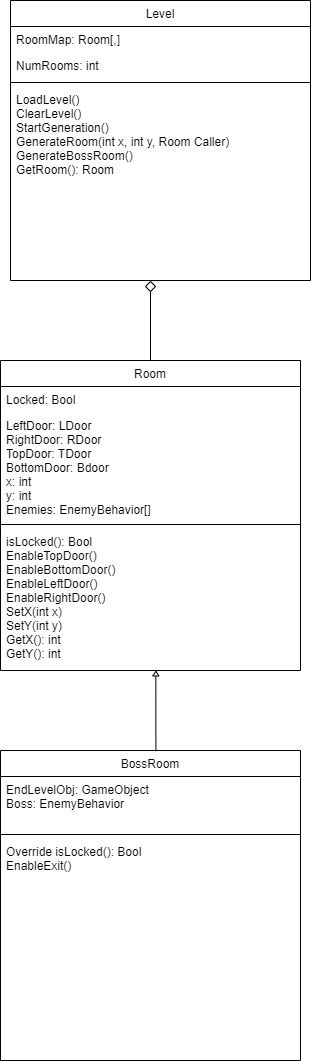 Level
RoomMap: Room[,]
NumRooms: int
LoadLevel()
ClearLevel()
StartGeneration()
GenerateRoom(int x, int y, Room Caller)
GenerateBossRoom()
GetRoom(): Room
Room
Locked: Bool
LeftDoor: LDoor
RightDoor: RDoor
TopDoor: TDoor
BottomDoor: Bdoor
x: int
y: int
Enemies: EnemyBehavior[]
isLocked(): Bool
EnableTopDoor()
EnableBottomDoor()
EnableLeftDoor()
EnableRightDoor()
SetX(int x)
SetY(int y)
GetX(): int
GetY(): int
BossRoom
EndLevelObj: GameObject
Boss: EnemyBehavior
Override isLocked(): Bool
EnableExit()